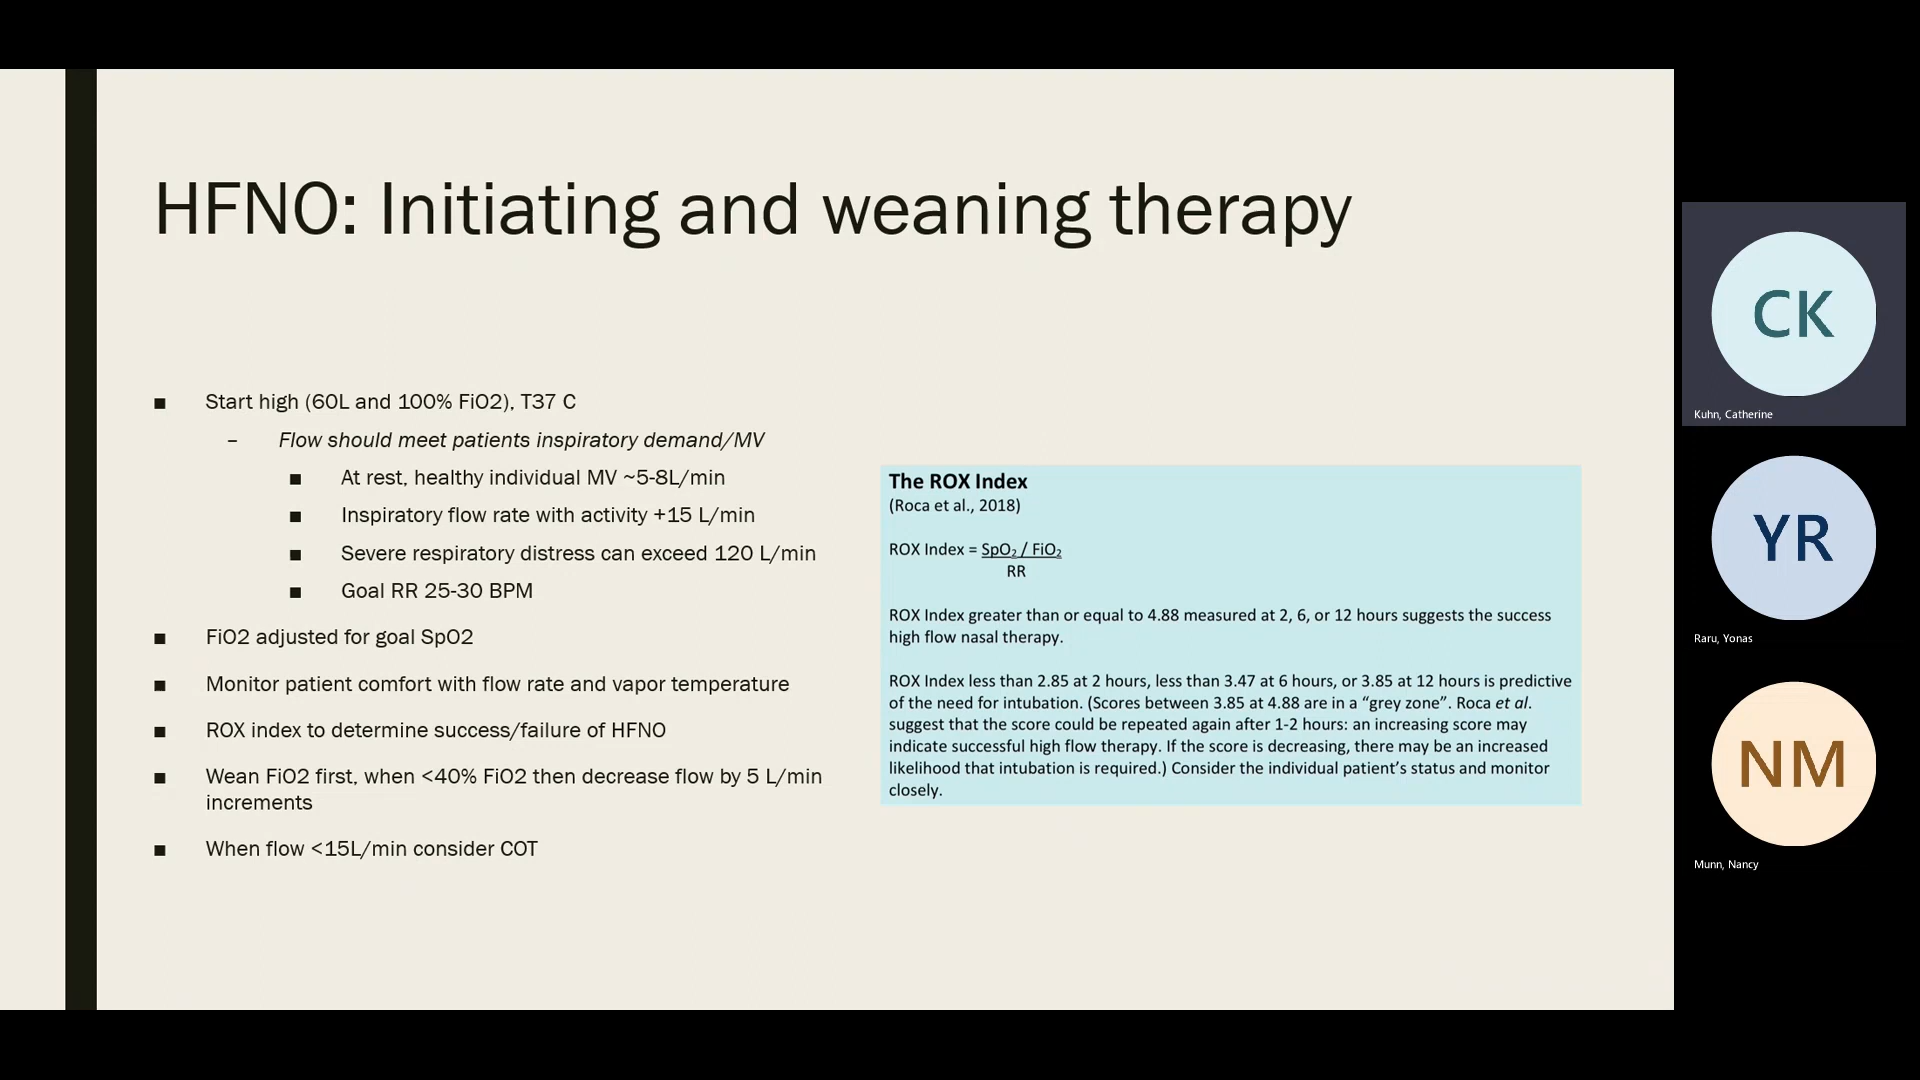 HFNO: Initiating and weaning therapy
■ Start high (60L and 100% FiO2), T37 C
– Flow should meet patients inspiratory demand/MV
■ At rest, healthy individual MV ~5-8L/min
■ Inspiratory flow rate with activity +15 L/min
■ Severe respiratory distress can exceed 120 L/min
■ Goal RR 25-30 BPM
■ FiO2 adjusted for goal SpO2
■ Monitor patient comfort with flow rate and vapor temperature
■ ROX index to determine success/failure of HFNO
■ Wean FiO2 first, when <40% FiO2 then decrease flow by 5 L/min
increments
■ When flow <15L/min consider COT
The ROX Index
(Roca et al., 2018)
ROX Index = SpO₂ / FiO₂
RR
ROX Index greater than or equal to 4.88 measured at 2, 6, or 12 hours suggests the success
high flow nasal therapy.
ROX Index less than 2.85 at 2 hours, less than 3.47 at 6 hours, or 3.85 at 12 hours is predictive
of the need for intubation. (Scores between 3.85 at 4.88 are in a “grey zone”. Roca et al.
suggest that the score could be repeated again after 1-2 hours: an increasing score may
indicate successful high flow therapy. If the score is decreasing, there may be an increased
likelihood that intubation is required.) Consider the individual patient’s status and monitor
closely.
CK
Kuhn, Catherine
YR
Raru, Yonas
NM
Munn, Nancy